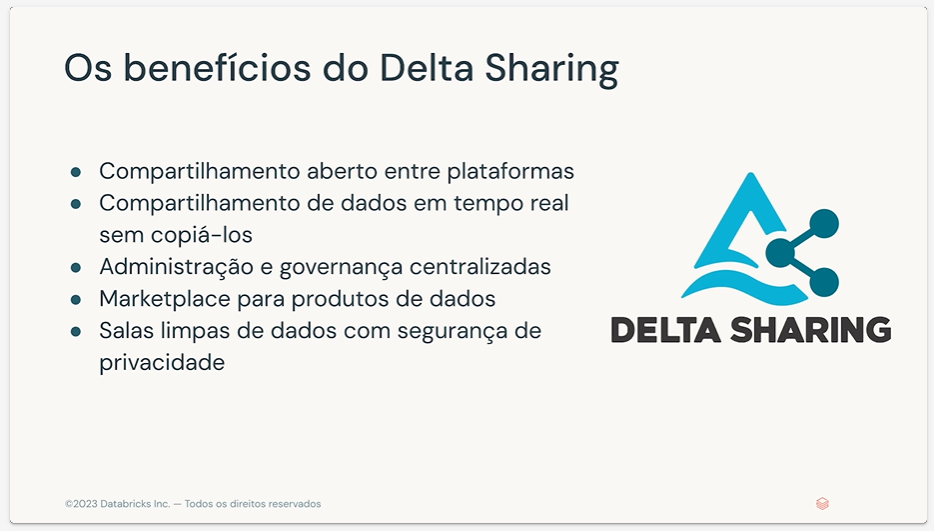 Os benefícios do Delta Sharing
● Compartilhamento aberto entre plataformas
● Compartilhamento de dados em tempo real
sem copiá-los
● Administração e governança centralizadas
● Marketplace para produtos de dados
● Salas limpas de dados com segurança de
privacidade
DELTA SHARING
©2023 Databricks Inc. — Todos os direitos reservados